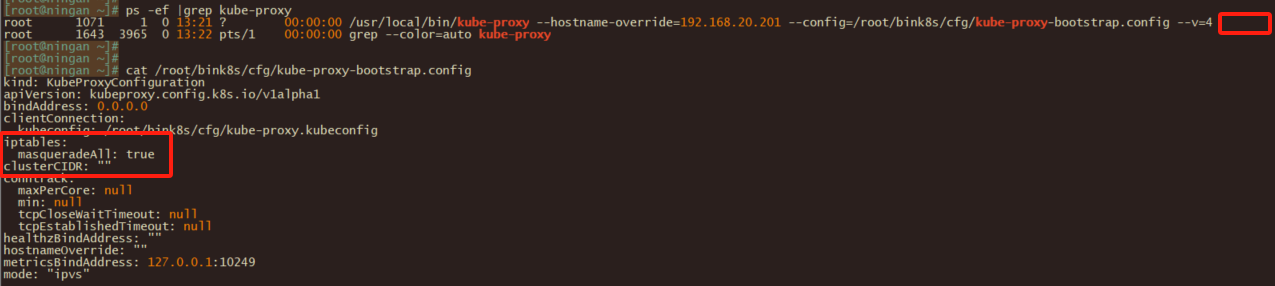 [root@ningan ~]# ps -ef |grep kube-proxy
root 1071 1 0 13:21 ? 00:00:00 /usr/local/bin/kube-proxy --hostname-override=192.168.20.201 --config=/root/bink8s/cfg/kube-proxy-bootstrap.config --v=4
root 1643 3965 0 13:22 pts/1 00:00:00 grep --color=auto kube-proxy
[root@ningan ~]#
[root@ningan ~]#
[root@ningan ~]# cat /root/bink8s/cfg/kube-proxy-bootstrap.config
kind: KubeProxyConfiguration
apiVersion: kubeproxy.config.k8s.io/v1alpha1
bindAddress: 0.0.0.0
clientConnection:
  kubeconfig: /root/bink8s/cfg/kube-proxy.kubeconfig
iptables:
  masqueradeAll: true
clusterCIDR: ""
conntrack:
  maxPerCore: null
  min: null
  tcpCloseWaitTimeout: null
  tcpEstablishedTimeout: null
healthzBindAddress: ""
hostnameOverride: ""
metricsBindAddress: 127.0.0.1:10249
mode: "ipvs"